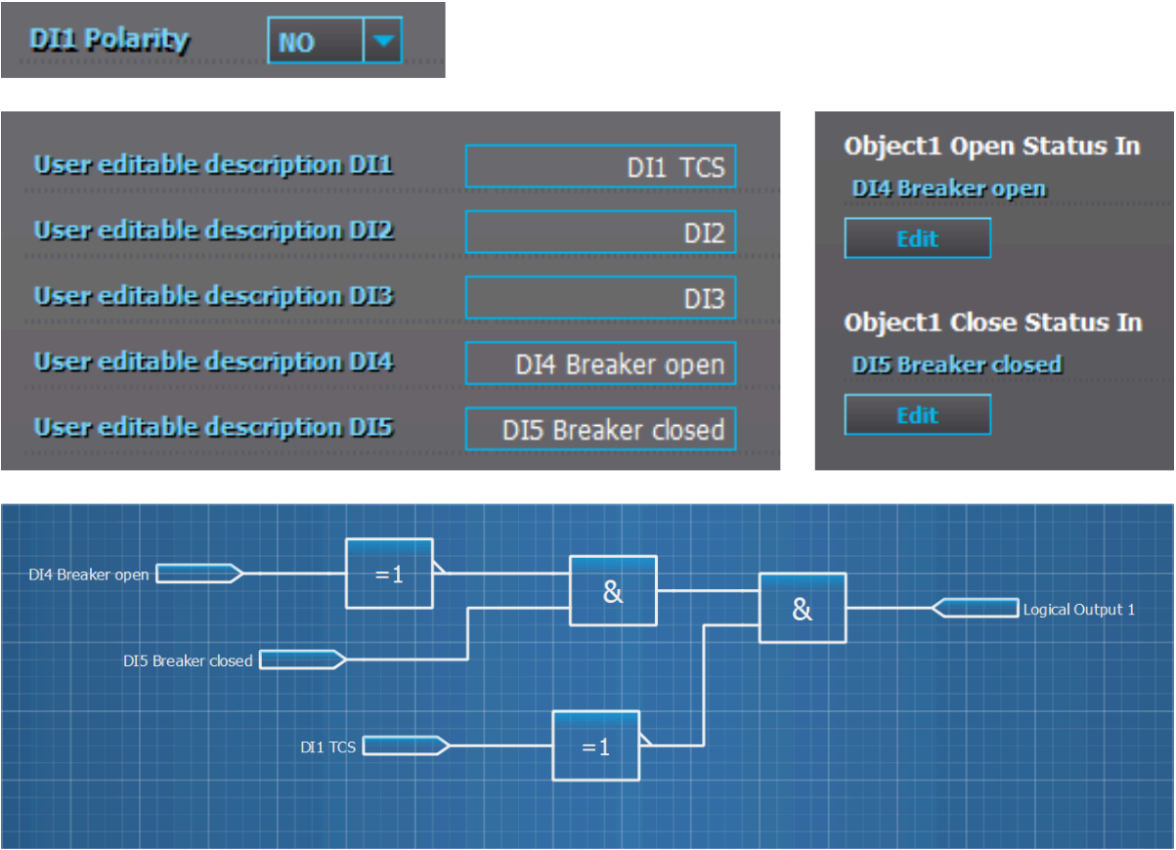 DI1 Polarity NO
User editable description DI1 DI1 TCS
User editable description DI2 DI2
User editable description DI3 DI3
User editable description DI4 DI4 Breaker open
User editable description DI5 DI5 Breaker closed
Object1 Open Status In
DI4 Breaker open
Edit
Object1 Close Status In
DI5 Breaker closed
Edit
DI4 Breaker open =1
& & Logical Output 1
DI5 Breaker closed
DI1 TCS =1